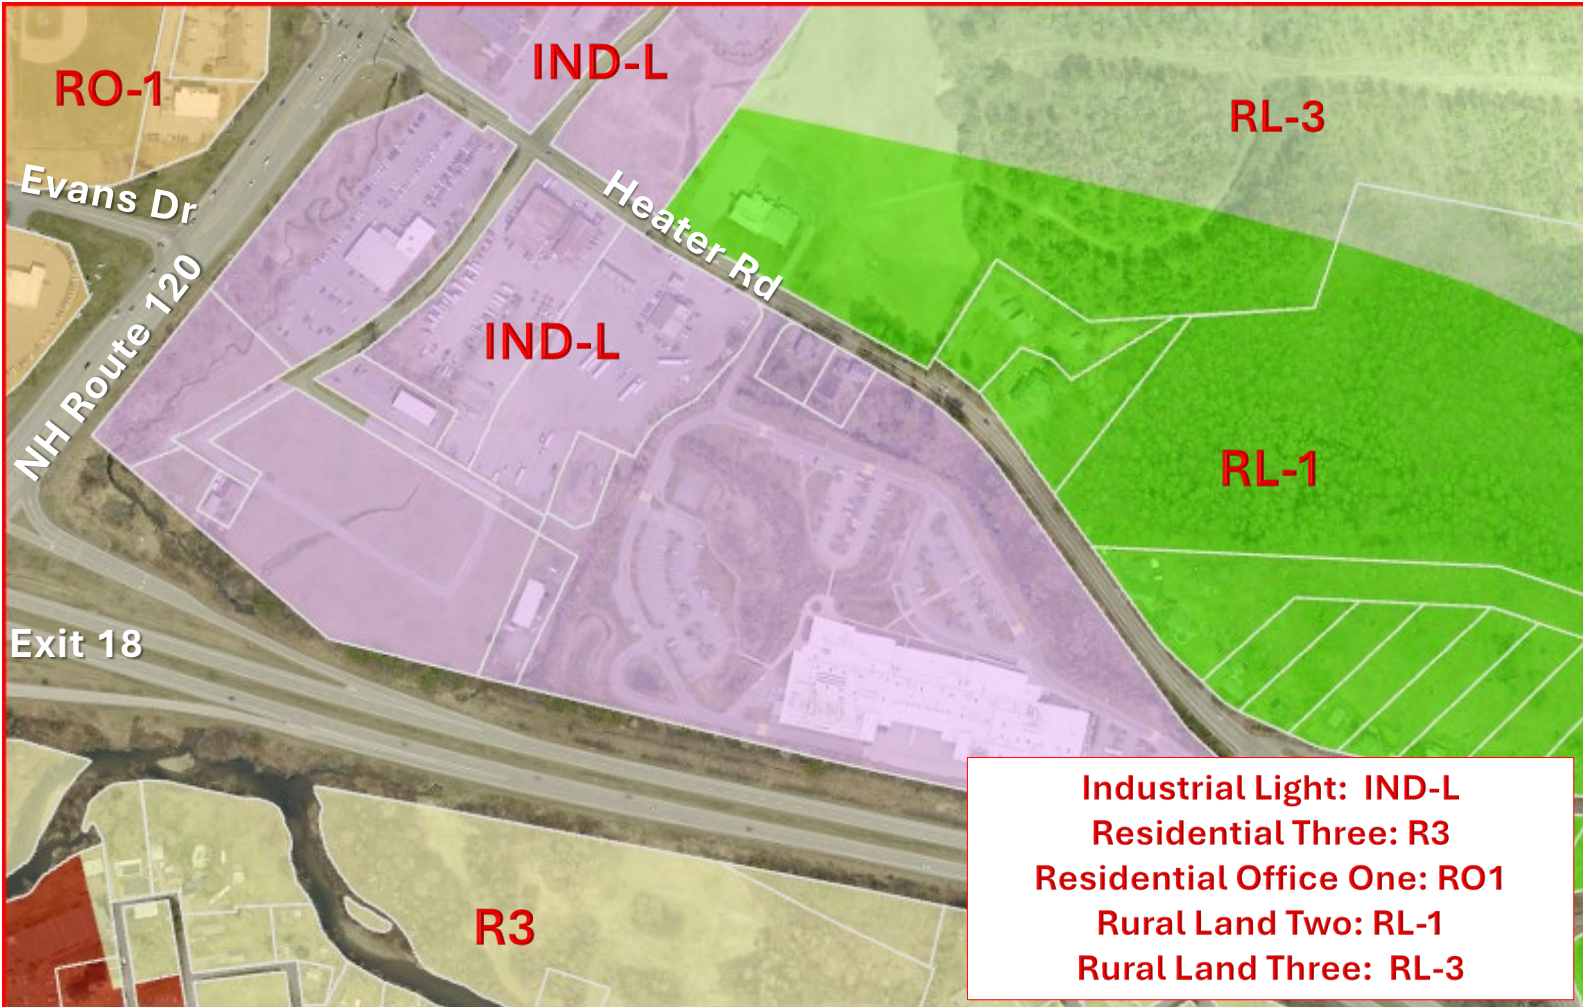 IND-L
RO-1
RL-3
Evans Dr
Heater Rd
NH Route 120
IND-L
RL-1
Exit 18
R3
Industrial Light:  IND-L
Residential Three: R3
Residential Office One: RO1
Rural Land Two: RL-1
Rural Land Three:  RL-3